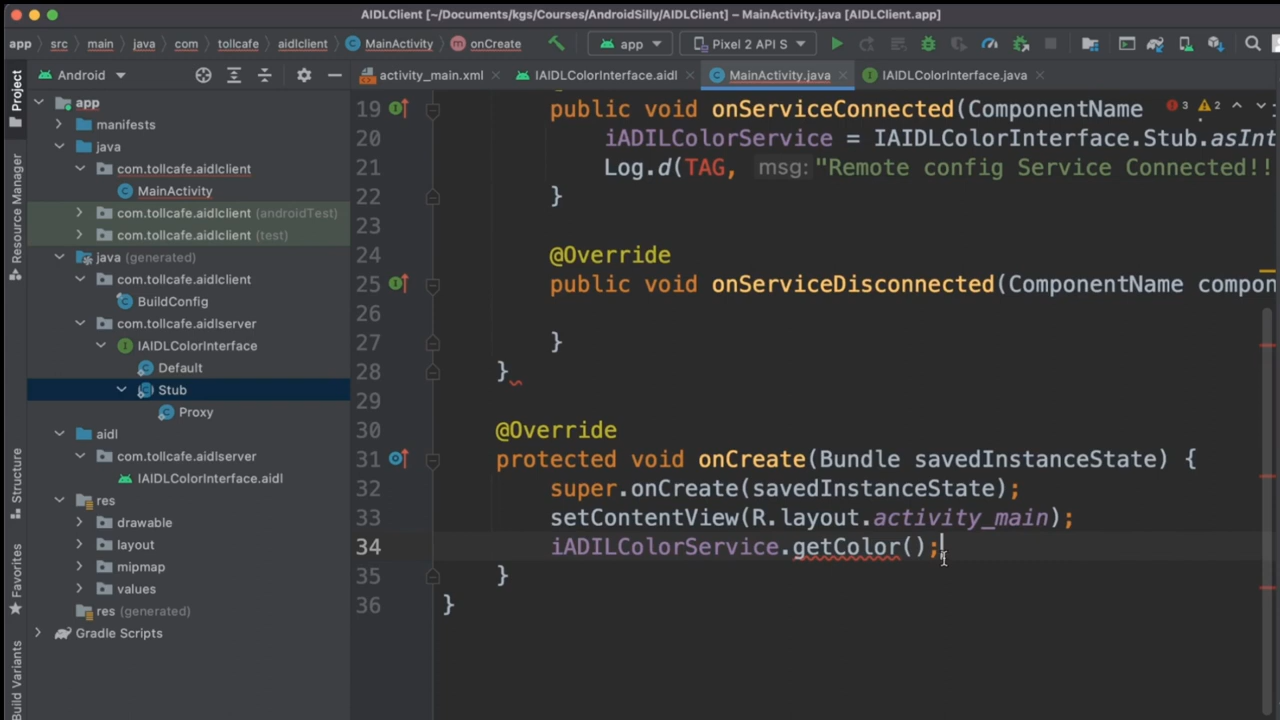 AIDLClient [~/Documents/kgs/Courses/AndroidSilly/AIDLClient] – MainActivity.java [AIDLClient.app]
app src main java com tollcafe aidlclient MainActivity onCreate app Pixel 2 API S
Project
Resource Manager
Structure
Favorites
Build Variants
Android
activity_main.xml IAIDLColorInterface.aidl MainActivity.java IAIDLColorInterface.java
app
manifests
java
com.tollcafe.aidlclient
MainActivity
com.tollcafe.aidlclient (androidTest)
com.tollcafe.aidlclient (test)
java (generated)
com.tollcafe.aidlclient
BuildConfig
com.tollcafe.aidlserver
IAIDLColorInterface
Default
Stub
Proxy
aidl
com.tollcafe.aidlserver
IAIDLColorInterface.aidl
res
drawable
layout
mipmap
values
res (generated)
Gradle Scripts
3 2
19 public void onServiceConnected(ComponentName
20 iADILColorService = IAIDLColorInterface.Stub.asInt
21 Log.d(TAG, msg: "Remote config Service Connected!!
22 }
23
24 @Override
25 public void onServiceDisconnected(ComponentName compon
26
27 }
28 }
29
30 @Override
31 protected void onCreate(Bundle savedInstanceState) {
32 super.onCreate(savedInstanceState);
33 setContentView(R.layout.activity_main);
34 iADILColorService.getColor();
35 }
36 }